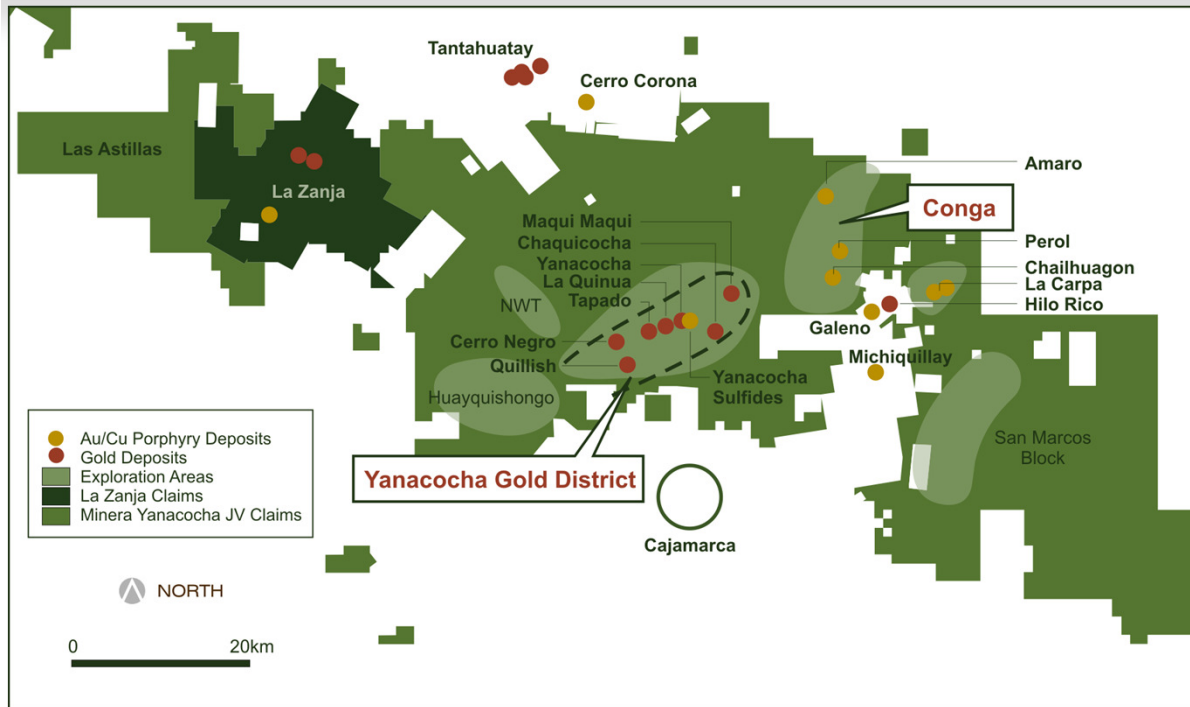 Tantahuatay
Cerro Corona
Las Astillas
La Zanja
Amaro
Conga
Maqui Maqui
Chaquicocha
Yanacocha
La Quinua
Tapado
Perol
Chailhuagon
La Carpa
Hilo Rico
NWT
Galeno
Cerro Negro
Quillish
Michiquillay
Yanacocha
Sulfides
Huayquishongo
San Marcos
Block
Au/Cu Porphyry Deposits
Gold Deposits
Exploration Areas
La Zanja Claims
Minera Yanacocha JV Claims
Yanacocha Gold District
Cajamarca
NORTH
0 20km